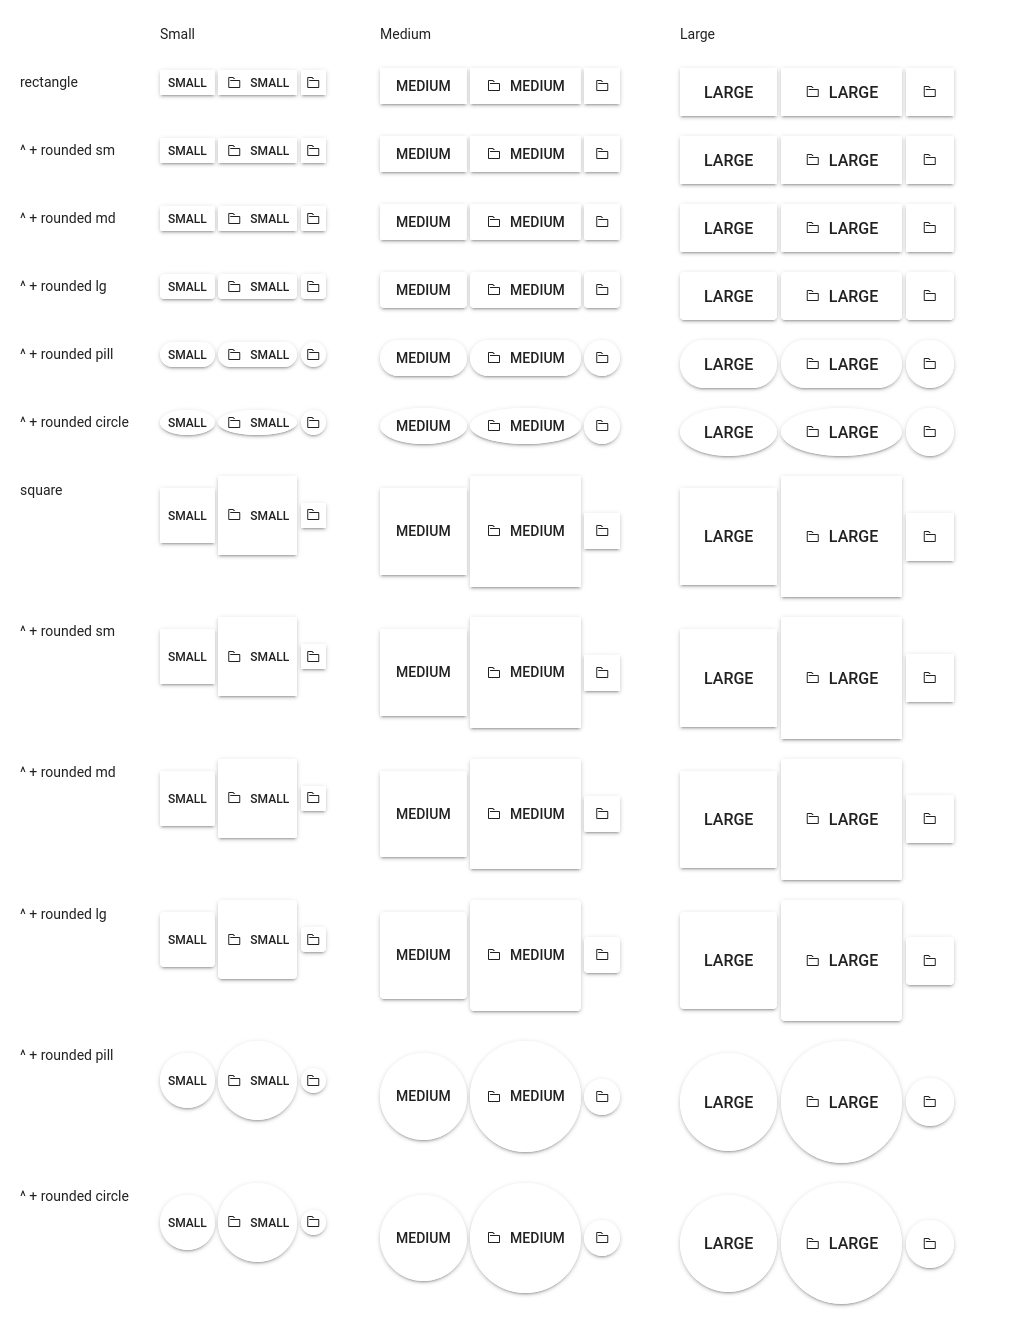 Small Medium Large
rectangle SMALL SMALL MEDIUM MEDIUM LARGE LARGE
^ + rounded sm SMALL SMALL MEDIUM MEDIUM LARGE LARGE
^ + rounded md SMALL SMALL MEDIUM MEDIUM LARGE LARGE
^ + rounded lg SMALL SMALL MEDIUM MEDIUM LARGE LARGE
^ + rounded pill SMALL SMALL MEDIUM MEDIUM LARGE LARGE
^ + rounded circle SMALL SMALL MEDIUM MEDIUM LARGE LARGE
square SMALL SMALL MEDIUM MEDIUM LARGE LARGE
^ + rounded sm SMALL SMALL MEDIUM MEDIUM LARGE LARGE
^ + rounded md SMALL SMALL MEDIUM MEDIUM LARGE LARGE
^ + rounded lg SMALL SMALL MEDIUM MEDIUM LARGE LARGE
^ + rounded pill SMALL SMALL MEDIUM MEDIUM LARGE LARGE
^ + rounded circle SMALL SMALL MEDIUM MEDIUM LARGE LARGE